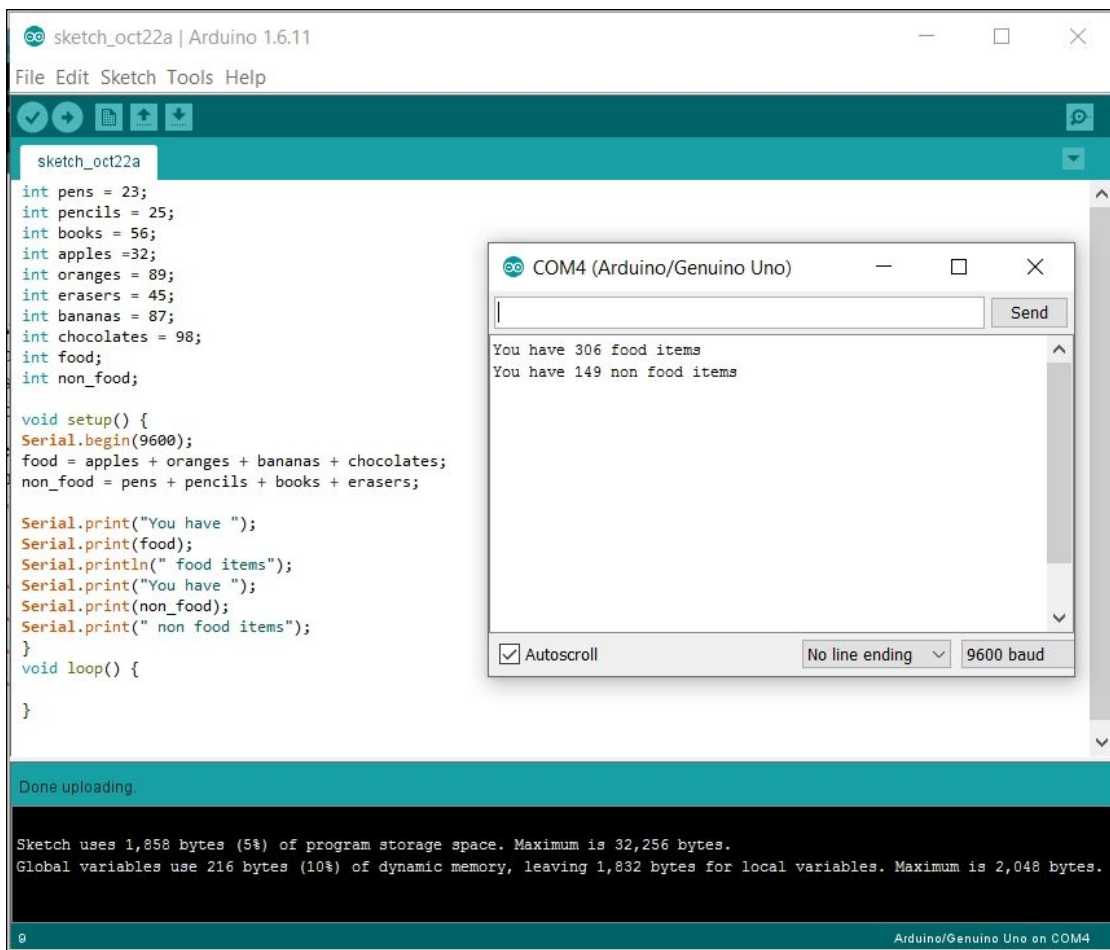 sketch_oct22a | Arduino 1.6.11
File Edit Sketch Tools Help
sketch_oct22a
int pens = 23;
int pencils = 25;
int books = 56;
int apples =32;
int oranges = 89;
int erasers = 45;
int bananas = 87;
int chocolates = 98;
int food;
int non_food;
void setup() {
Serial.begin(9600);
food = apples + oranges + bananas + chocolates;
non_food = pens + pencils + books + erasers;
Serial.print("You have ");
Serial.print(food);
Serial.println(" food items");
Serial.print("You have ");
Serial.print(non_food);
Serial.print(" non food items");
}
void loop() {
}
COM4 (Arduino/Genuino Uno)
Send
You have 306 food items
You have 149 non food items
Autoscroll
No line ending
9600 baud
Done uploading.
Sketch uses 1,858 bytes (5%) of program storage space. Maximum is 32,256 bytes.
Global variables use 216 bytes (10%) of dynamic memory, leaving 1,832 bytes for local variables. Maximum is 2,048 bytes.
9
Arduino/Genuino Uno on COM4